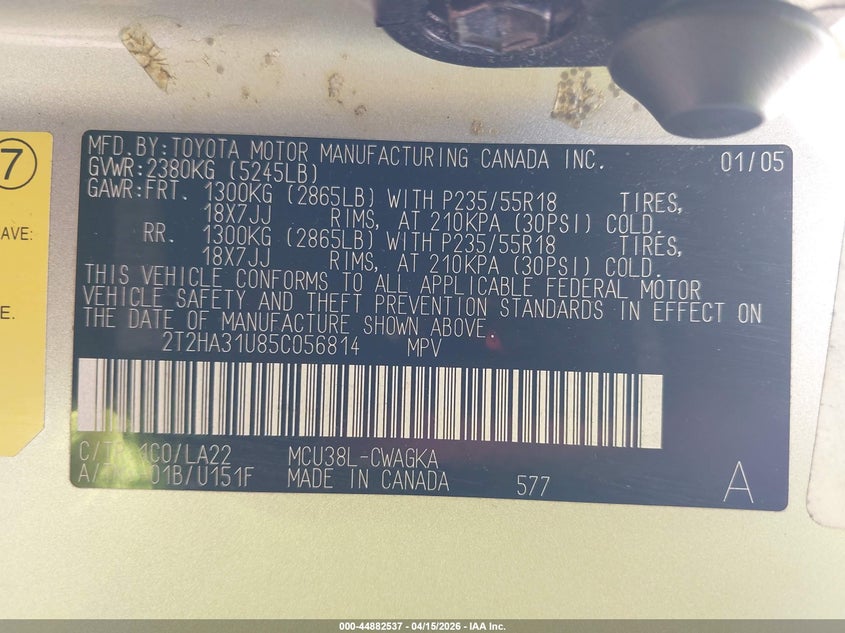 7
AVE:
E.
MFD.BY:TOYOTA MOTOR MANUFACTURING CANADA INC. 01/05
GVWR:2380KG (5245LB)
GAWR:FRT. 1300KG (2865LB) WITH P235/55R18 TIRES,
18X7JJ RIMS, AT 210KPA (30PSI) COLD.
RR. 1300KG (2865LB) WITH P235/55R18 TIRES,
18X7JJ RIMS, AT 210KPA (30PSI) COLD.
THIS VEHICLE CONFORMS TO ALL APPLICABLE FEDERAL MOTOR
VEHICLE SAFETY AND THEFT PREVENTION STANDARDS IN EFFECT ON
THE DATE OF MANUFACTURE SHOWN ABOVE.
2T2HA31U85C056814 MPV
1C0/LA22 MCU38L-CWAGKA
01B/U151F MADE IN CANADA 577 A
000-44882537 - 04/15/2026 - IAA Inc.